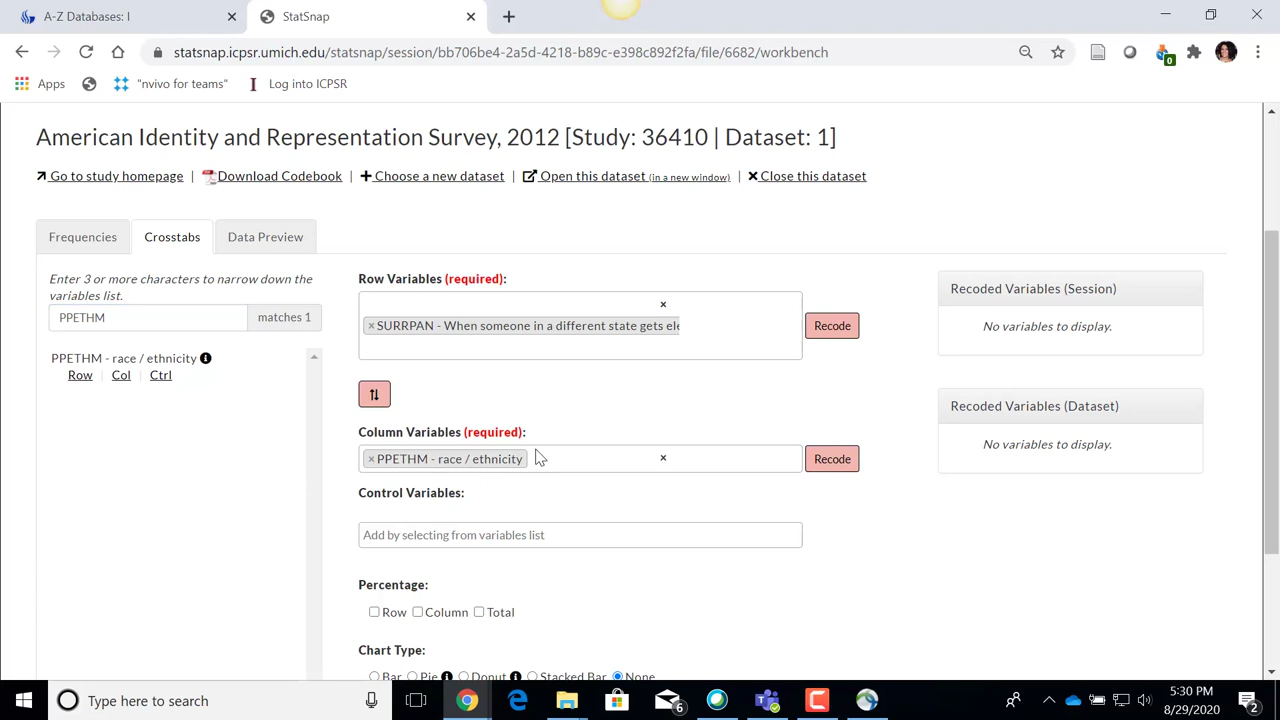 A-Z Databases: I
StatSnap
statsnap.icpsr.umich.edu/statsnap/session/bb706be4-2a5d-4218-b89c-e398c892f2fa/file/6682/workbench
0
Apps
"nvivo for teams"
Log into ICPSR
American Identity and Representation Survey, 2012 [Study: 36410 | Dataset: 1]
Go to study homepage | Download Codebook | Choose a new dataset | Open this dataset (in a new window) | Close this dataset
Frequencies Crosstabs Data Preview
Enter 3 or more characters to narrow down the
variables list.
PPETHM matches 1
PPETHM - race / ethnicity
Row | Col | Ctrl
Row Variables (required):
×
× SURRPAN - When someone in a different state gets ele
Recode
Column Variables (required):
× PPETHM - race / ethnicity ×
Recode
Control Variables:
Add by selecting from variables list
Percentage:
Row Column Total
Chart Type:
Bar Pie Donut Stacked Bar None
Recoded Variables (Session)
No variables to display.
Recoded Variables (Dataset)
No variables to display.
Type here to search
6
5:30 PM
8/29/2020
2